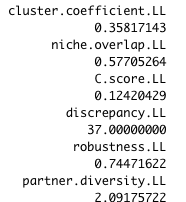 cluster.coefficient.LL
0.35817143
niche.overlap.LL
0.57705264
C.score.LL
0.12420429
discrepancy.LL
37.00000000
robustness.LL
0.74471622
partner.diversity.LL
2.09175722